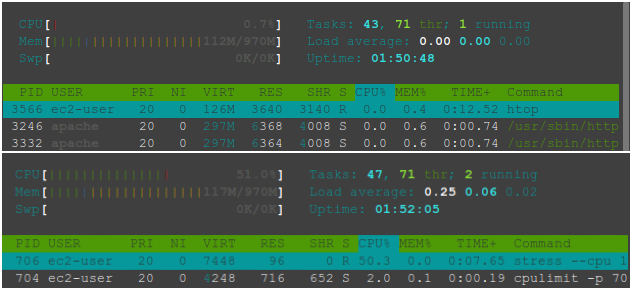 CPU[| 0.7%] Tasks: 43, 71 thr; 1 running
Mem[||||||||||||||||||||112M/970M] Load average: 0.00 0.00 0.00
Swp[ 0K/0K] Uptime: 01:50:48
PID USER PRI NI VIRT RES SHR S CPU% MEM% TIME+ Command
3566 ec2-user 20 0 126M 3640 3140 R 0.0 0.4 0:12.52 htop
3246 apache 20 0 297M 6368 4008 S 0.0 0.6 0:00.74 /usr/sbin/http
3332 apache 20 0 297M 6364 4008 S 0.0 0.6 0:00.74 /usr/sbin/http
CPU[|||||||||||||||| 51.0%] Tasks: 47, 71 thr; 2 running
Mem[||||||||||||||||||||117M/970M] Load average: 0.25 0.06 0.02
Swp[ 0K/0K] Uptime: 01:52:05
PID USER PRI NI VIRT RES SHR S CPU% MEM% TIME+ Command
706 ec2-user 20 0 7448 96 0 R 50.3 0.0 0:07.65 stress --cpu 1
704 ec2-user 20 0 4248 716 652 S 2.0 0.1 0:00.19 cpulimit -p 70